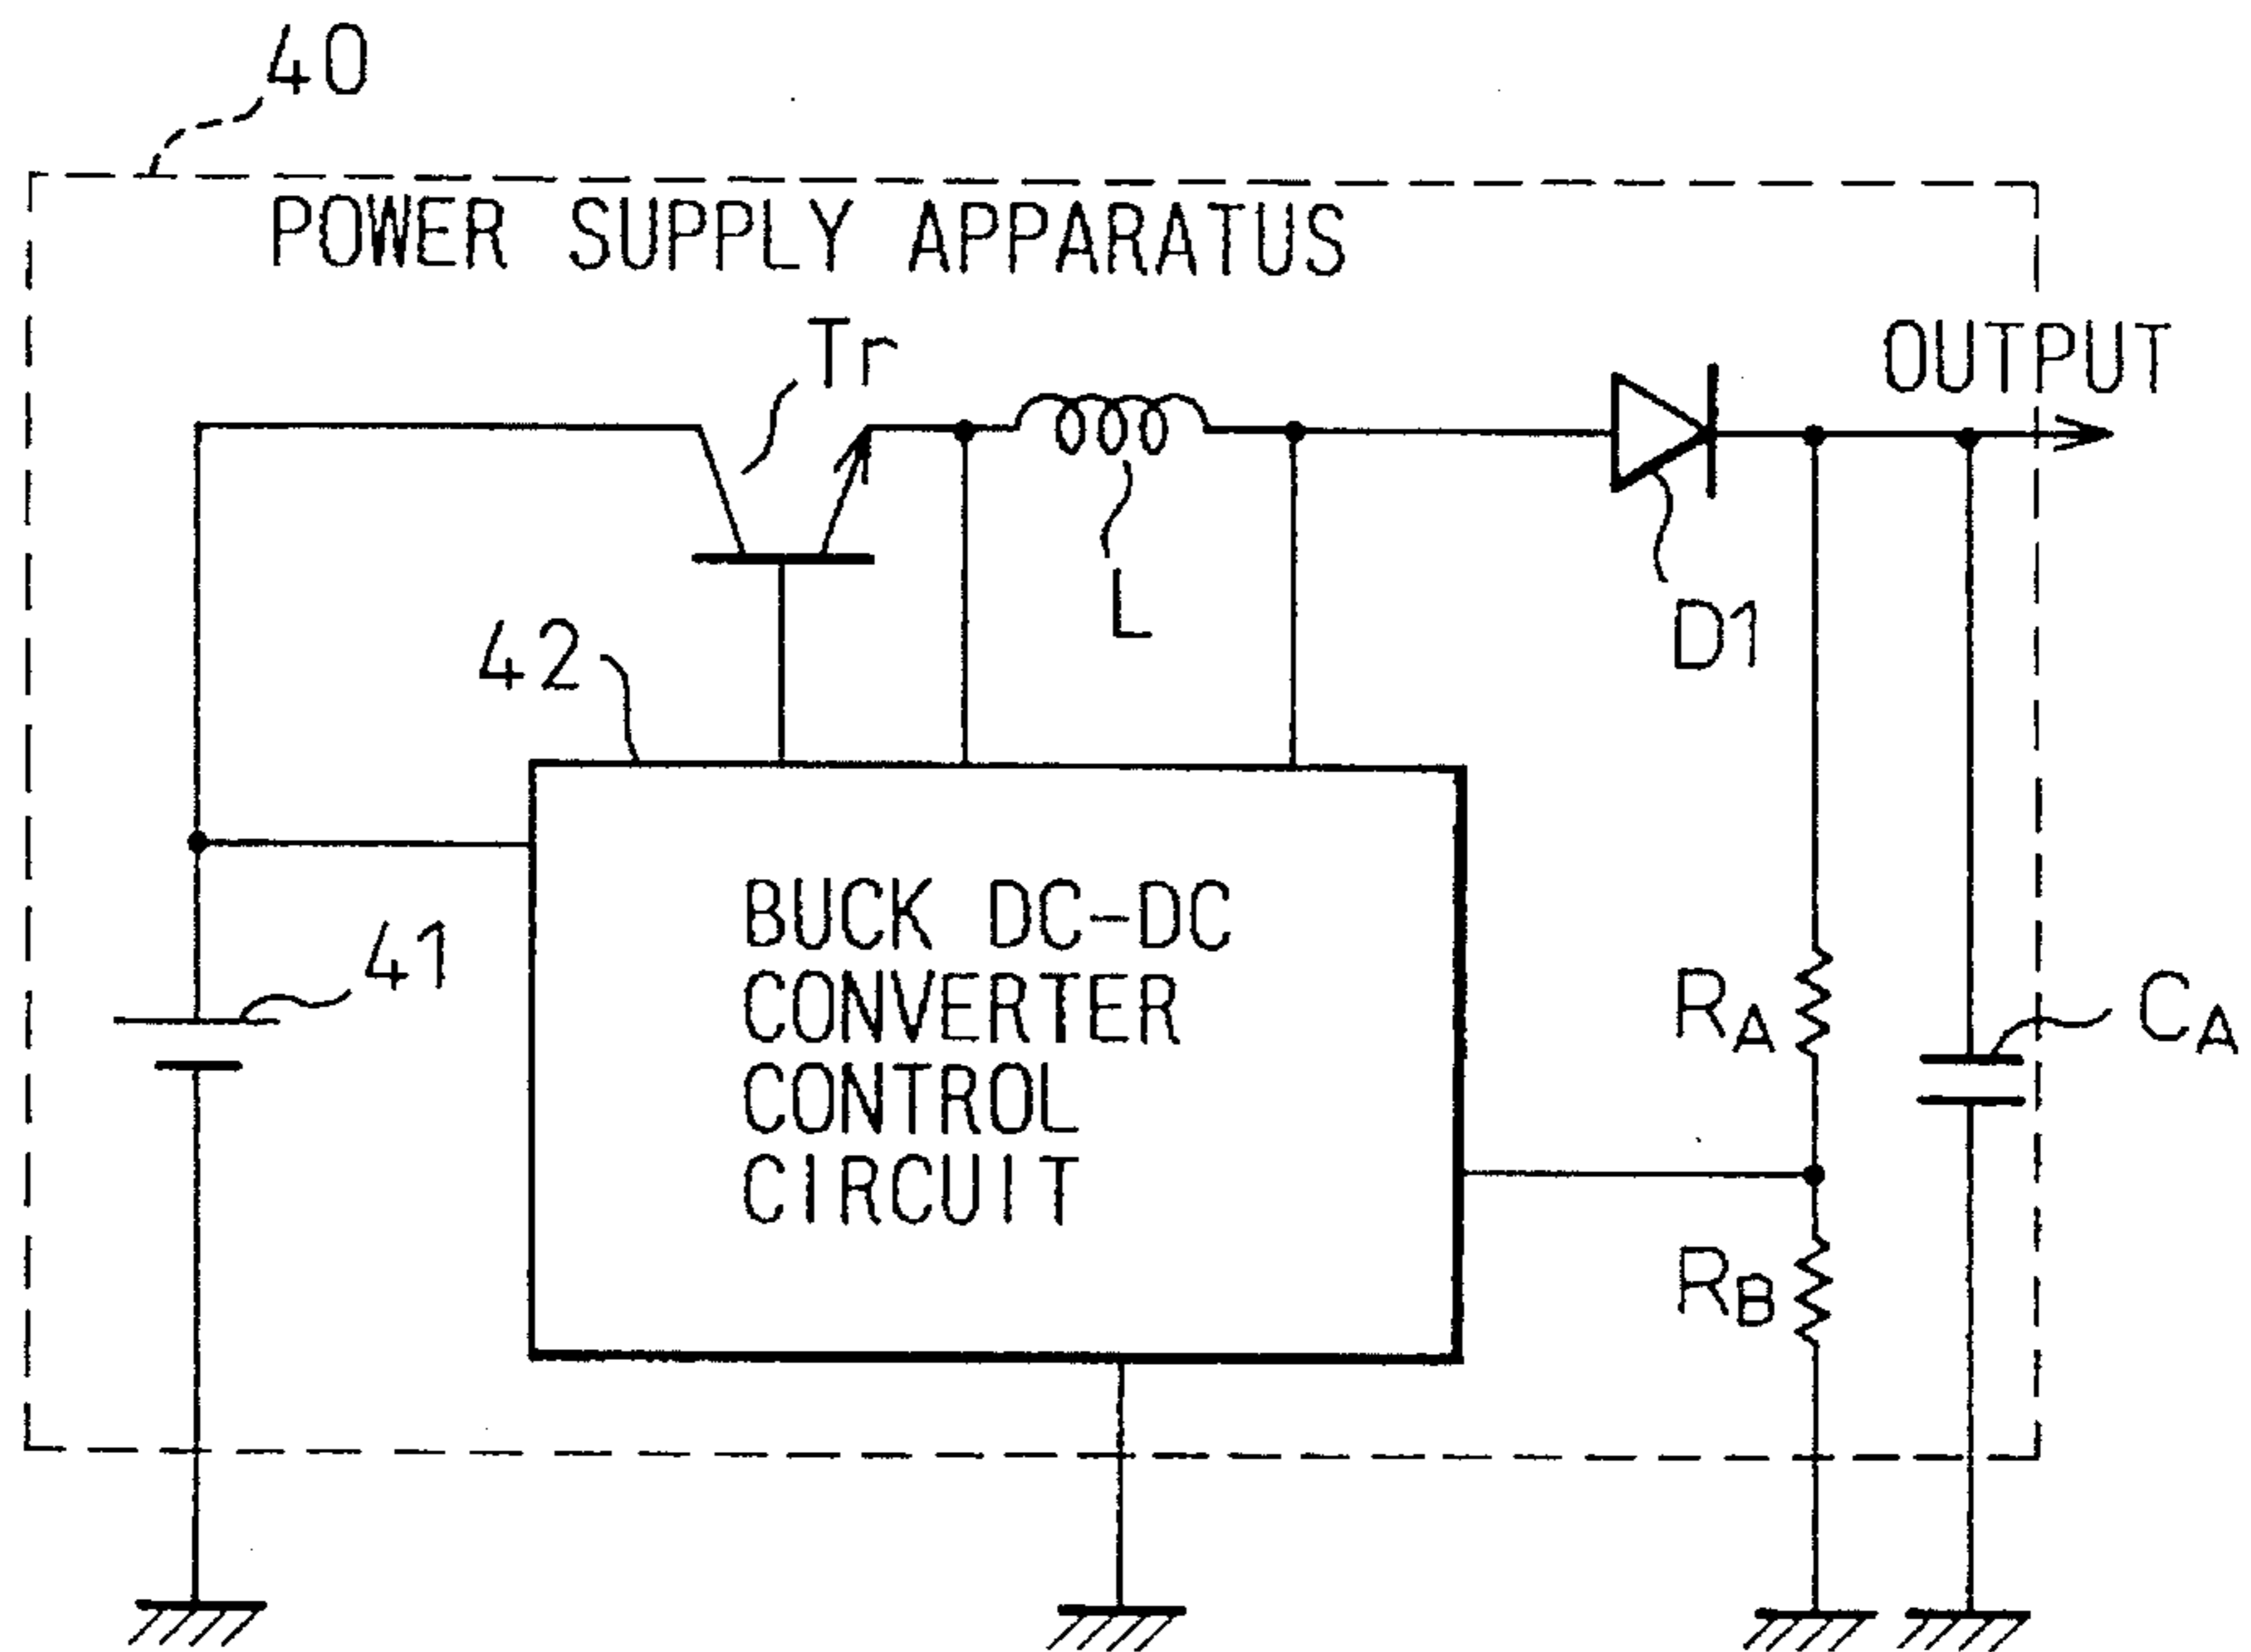 40
POWER SUPPLY APPARATUS
Tr
OUTPUT
L
D1
42
41
BUCK DC-DC
CONVERTER
CONTROL
CIRCUIT
RA
CA
RB